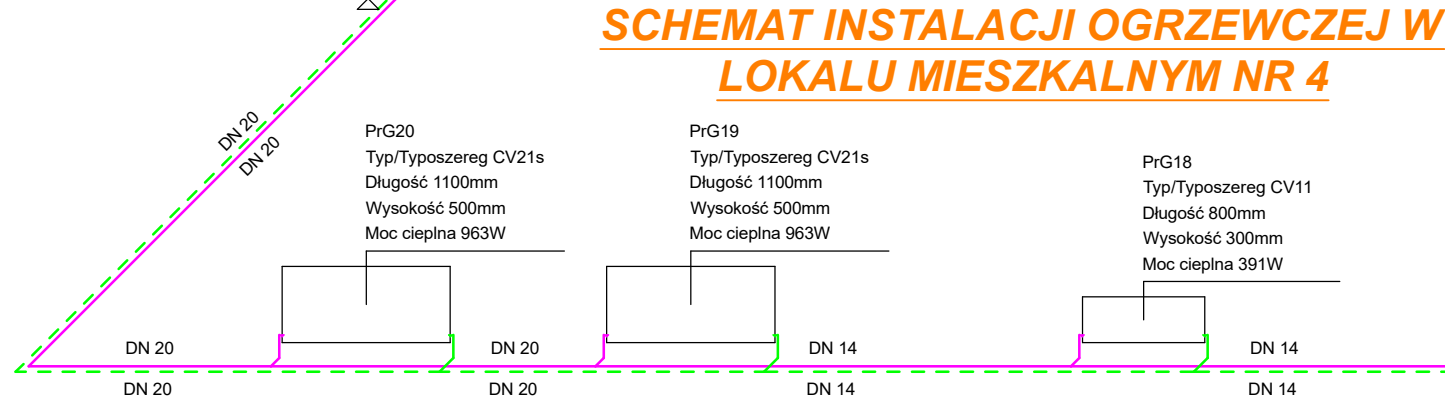 SCHEMAT INSTALACJI OGRZEWCZEJ W
LOKALU MIESZKALNYM NR 4
DN 20
DN 20
PrG20
Typ/Typoszereg CV21s
Długość 1100mm
Wysokość 500mm
Moc cieplna 963W
PrG19
Typ/Typoszereg CV21s
Długość 1100mm
Wysokość 500mm
Moc cieplna 963W
PrG18
Typ/Typoszereg CV11
Długość 800mm
Wysokość 300mm
Moc cieplna 391W
DN 20
DN 20
DN 14
DN 14
DN 20
DN 20
DN 14
DN 14